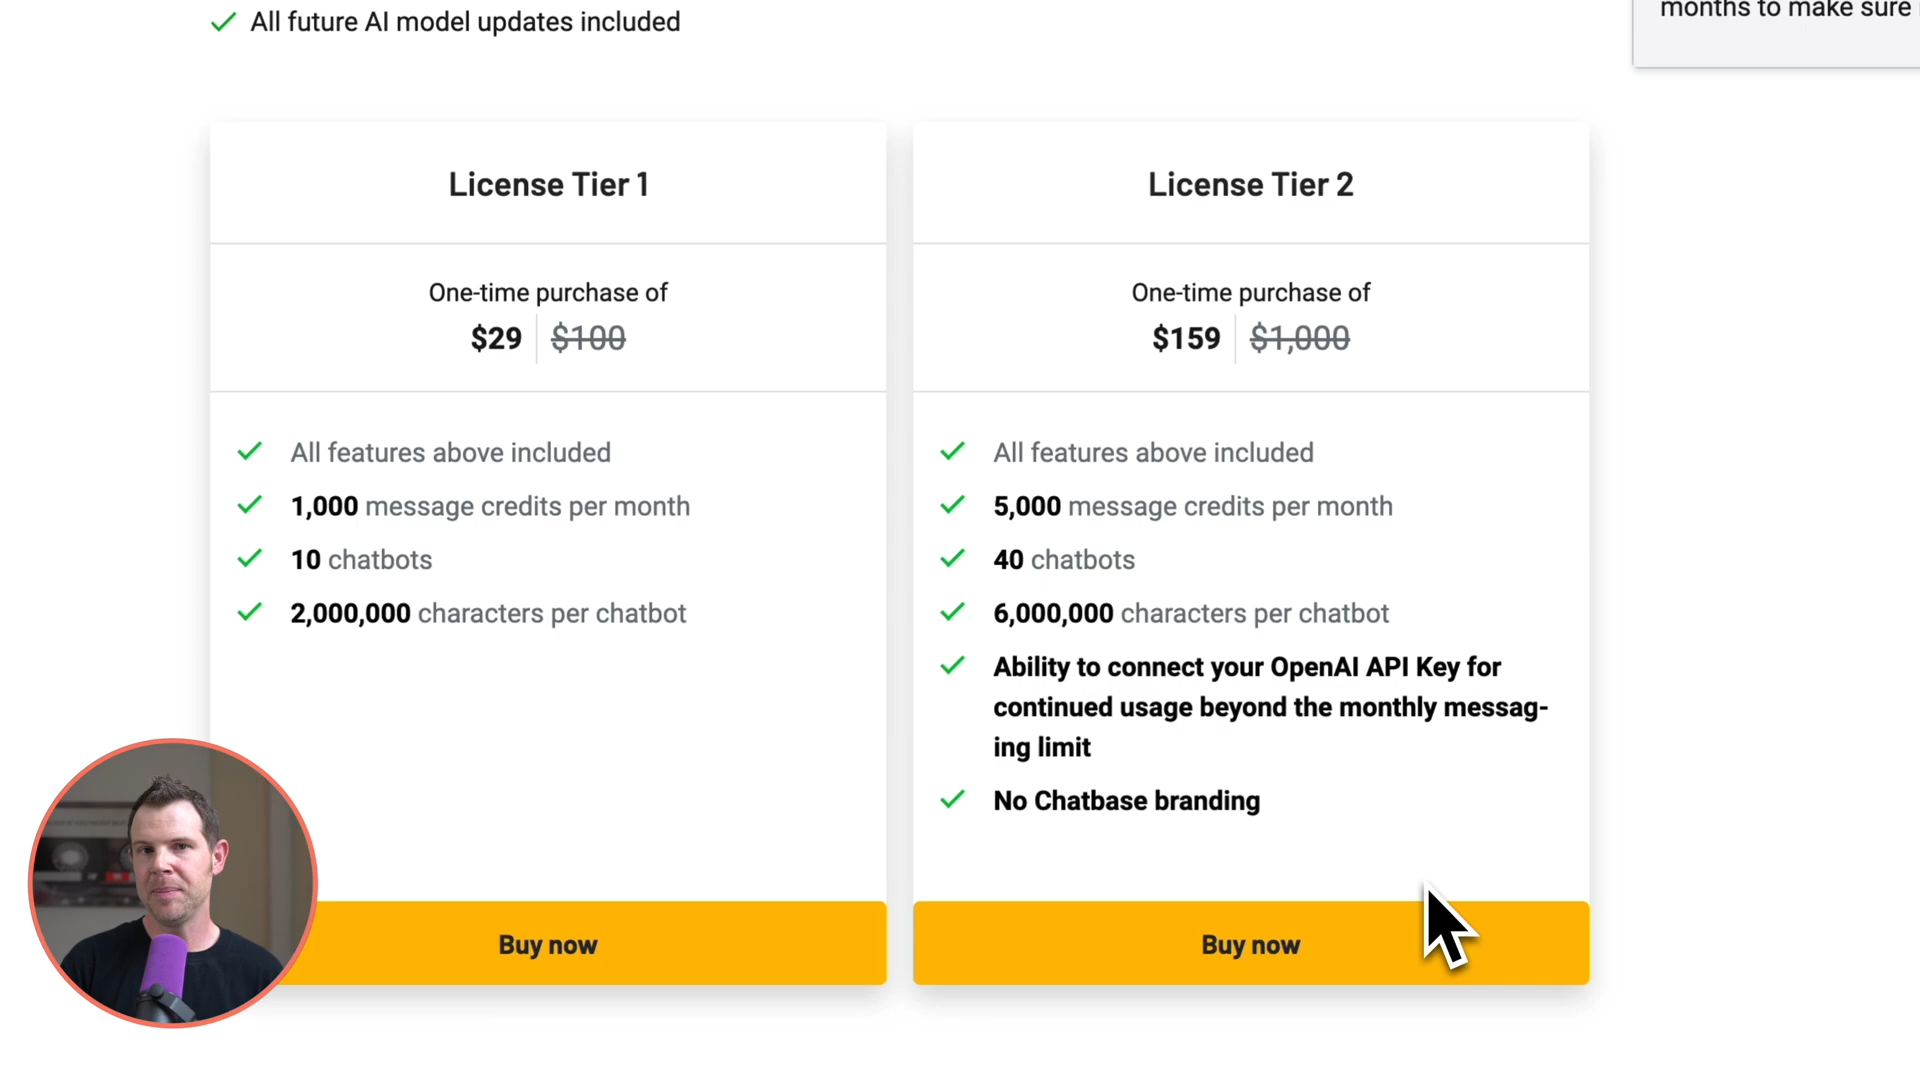 All future AI model updates included
months to make sure
License Tier 1
One-time purchase of
$29 $100
All features above included
1,000 message credits per month
10 chatbots
2,000,000 characters per chatbot
Buy now
License Tier 2
One-time purchase of
$159 $1,000
All features above included
5,000 message credits per month
40 chatbots
6,000,000 characters per chatbot
Ability to connect your OpenAI API Key for
continued usage beyond the monthly messag-
ing limit
No Chatbase branding
Buy now